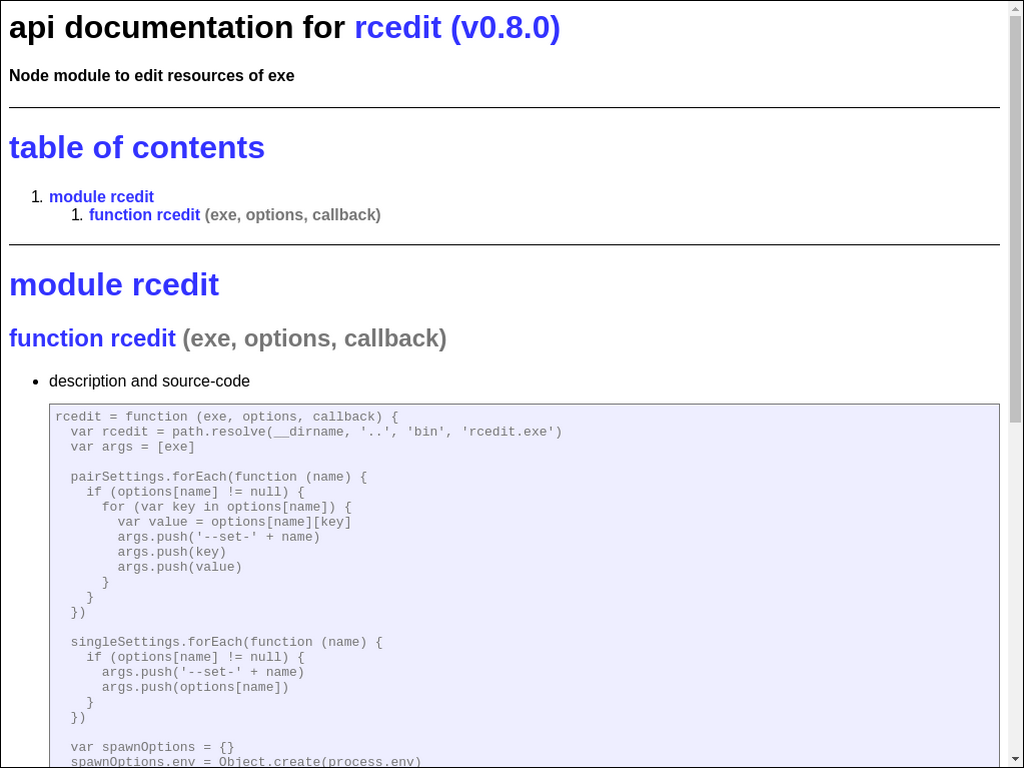 api documentation for rcedit (v0.8.0)
Node module to edit resources of exe
table of contents
1. module rcedit
1. function rcedit (exe, options, callback)
module rcedit
function rcedit (exe, options, callback)
• description and source-code
rcedit = function (exe, options, callback) {
  var rcedit = path.resolve(__dirname, '..', 'bin', 'rcedit.exe')
  var args = [exe]

  pairSettings.forEach(function (name) {
    if (options[name] != null) {
      for (var key in options[name]) {
        var value = options[name][key]
        args.push('--set-' + name)
        args.push(key)
        args.push(value)
      }
    }
  })

  singleSettings.forEach(function (name) {
    if (options[name] != null) {
      args.push('--set-' + name)
      args.push(options[name])
    }
  })

  var spawnOptions = {}
  spawnOptions.env = Object.create(process.env)